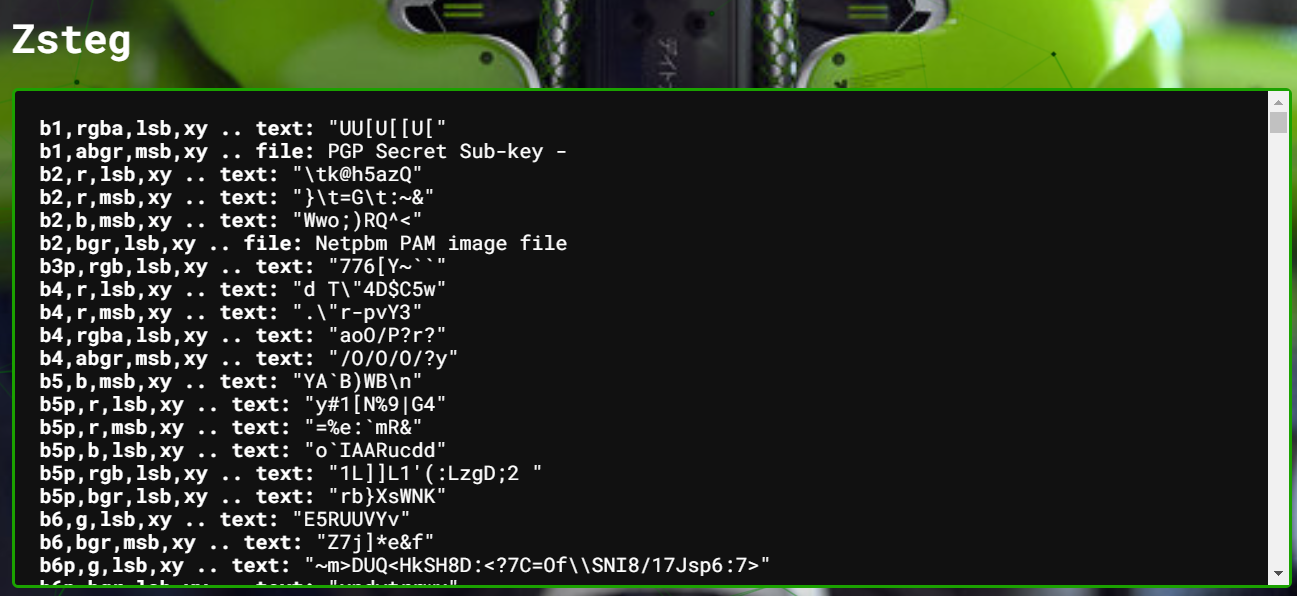 Zsteg
b1,rgba,lsb,xy .. text: "UU[U[[U["
b1,abgr,msb,xy .. file: PGP Secret Sub-key -
b2,r,lsb,xy .. text: "\tk@h5azQ"
b2,r,msb,xy .. text: "}\t=G\t:~&"
b2,b,msb,xy .. text: "Wwo;)RQ^<"
b2,bgr,lsb,xy .. file: Netpbm PAM image file
b3p,rgb,lsb,xy .. text: "776[Y~``"
b4,r,lsb,xy .. text: "d T\"4D$C5w"
b4,r,msb,xy .. text: ".\"r-pvY3"
b4,rgba,lsb,xy .. text: "aoO/P?r?"
b4,abgr,msb,xy .. text: "/O/O/O/?y"
b5,b,msb,xy .. text: "YA`B)WB\n"
b5p,r,lsb,xy .. text: "y#1[N%9|G4"
b5p,r,msb,xy .. text: "=%e:`mR&"
b5p,b,lsb,xy .. text: "o`IAARucdd"
b5p,rgb,lsb,xy .. text: "1L]]L1'(:LzgD;2 "
b5p,bgr,lsb,xy .. text: "rb}XsWNK"
b6,g,lsb,xy .. text: "E5RUUVYv"
b6,bgr,msb,xy .. text: "Z7j]*e&f"
b6p,g,lsb,xy .. text: "~m>DUQ<HkSH8D:<?7C=Of\\SNI8/17Jsp6:7>"